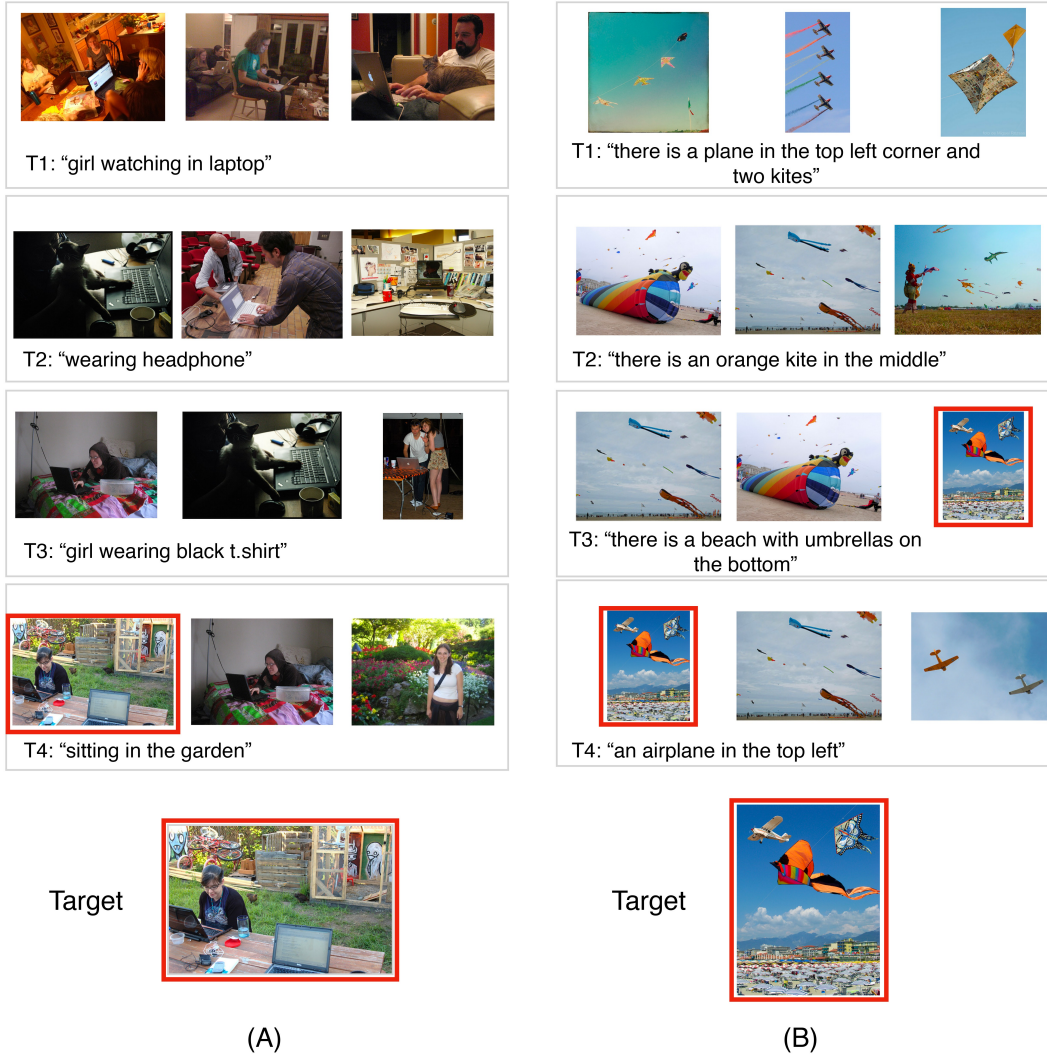 T1: “girl watching in laptop”
T2: “wearing headphone”
T3: “girl wearing black t.shirt”
T4: “sitting in the garden”
Target
(A)
T1: “there is a plane in the top left corner and
two kites”
T2: “there is an orange kite in the middle”
T3: “there is a beach with umbrellas on
the bottom”
T4: “an airplane in the top left”
Target
(B)